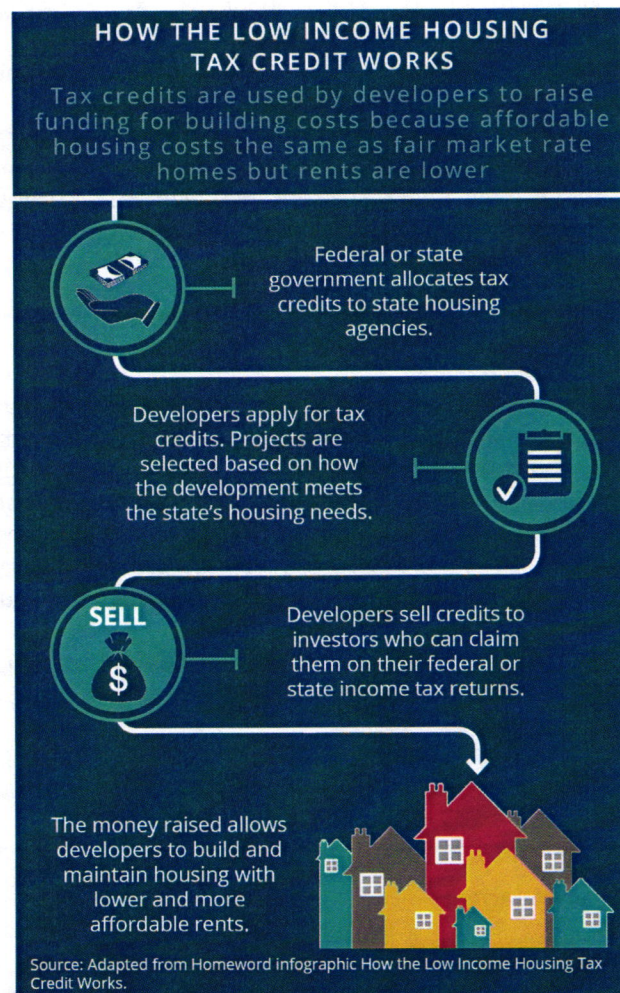 HOW THE LOW INCOME HOUSING
TAX CREDIT WORKS
Tax credits are used by developers to raise
funding for building costs because affordable
housing costs the same as fair market rate
homes but rents are lower
Federal or state
government allocates tax
credits to state housing
agencies.
Developers apply for tax
credits. Projects are
selected based on how
the development meets
the state's housing needs.
SELL
$
Developers sell credits to
investors who can claim
them on their federal or
state income tax returns.
The money raised allows
developers to build and
maintain housing with
lower and more
affordable rents.
Source: Adapted from Homeword infographic How the Low Income Housing Tax
Credit Works.